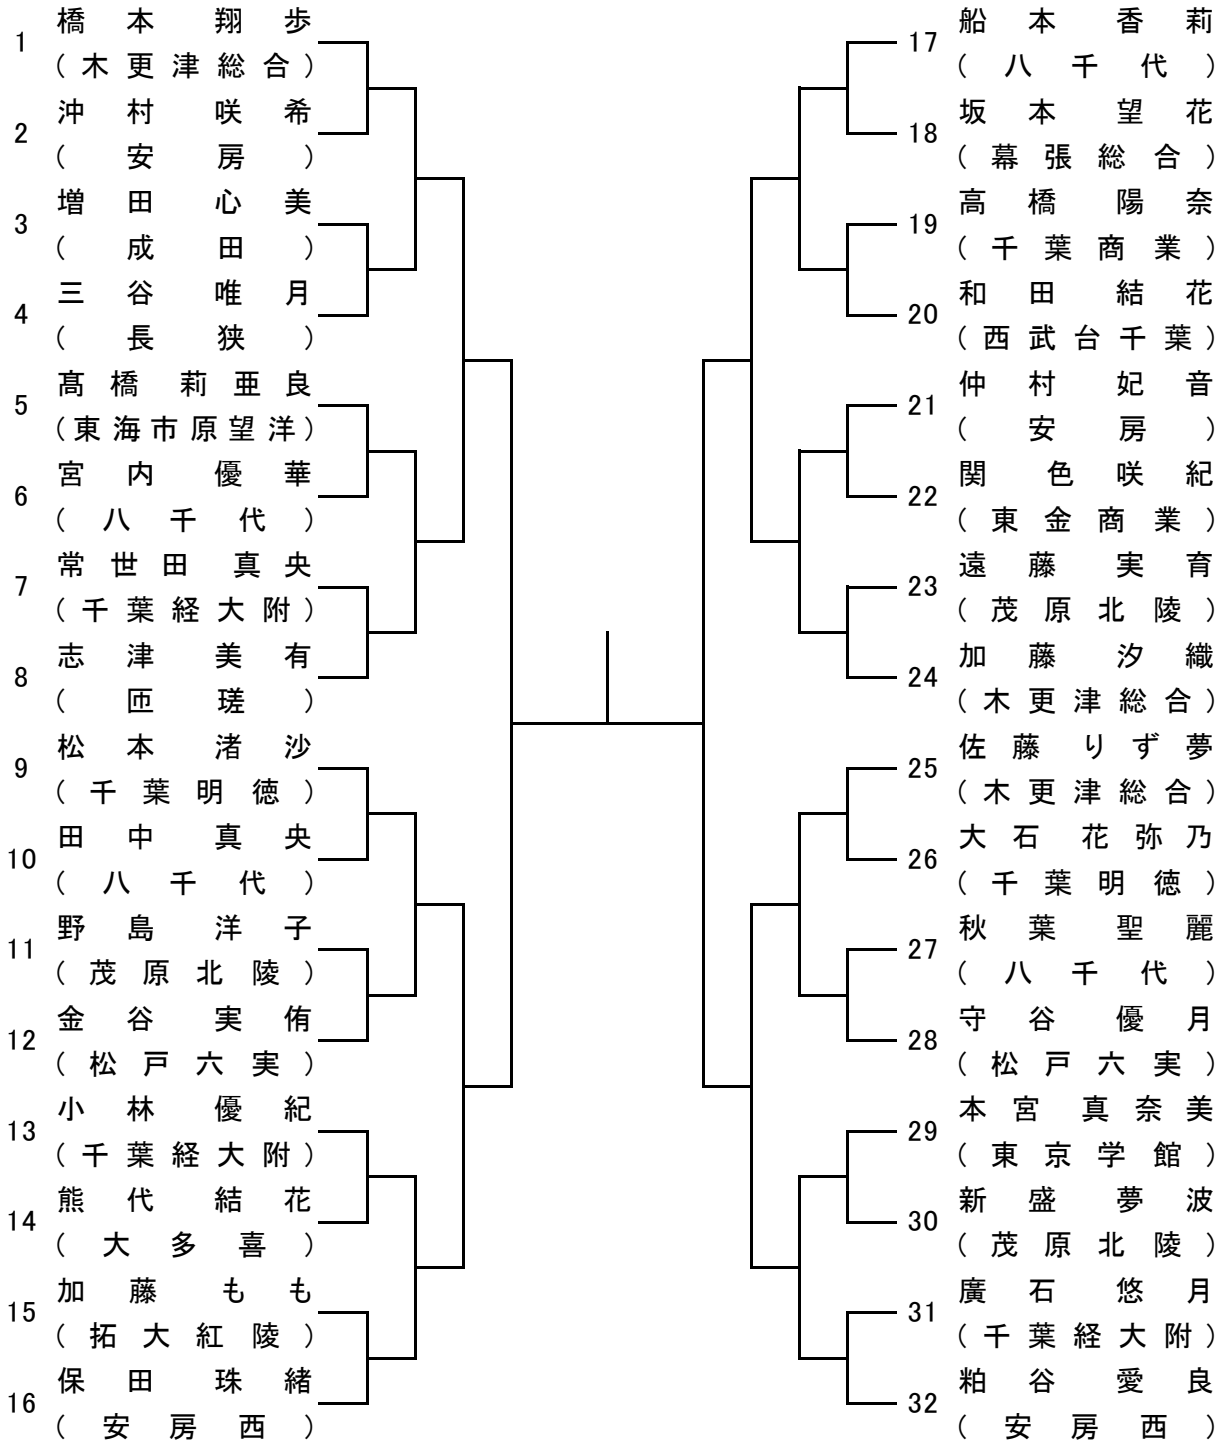 橋本 翔歩
1
(木更津総合)
沖村 咲希
2
(安房)
増田 心美
3
(成田)
三谷 唯月
4
(長狭)
髙橋 莉亜良
5
(東海市原望洋)
宮内 優華
6
(八千代)
常世田 真央
7
(千葉経大附)
志津 美有
8
(匝瑳)
松本 渚沙
9
(千葉明徳)
田中 真央
10
(八千代)
野島 洋子
11
(茂原北陵)
金谷 実侑
12
(松戸六実)
小林 優紀
13
(千葉経大附)
熊代 結花
14
(大多喜)
加藤 もも
15
(拓大紅陵)
保田 珠緒
16
(安房西)
船本 香莉
17
(八千代)
坂本 望花
18
(幕張総合)
高橋 陽奈
19
(千葉商業)
和田 結花
20
(西武台千葉)
仲村 妃音
21
(安房)
関 色咲紀
22
(東金商業)
遠藤 実育
23
(茂原北陵)
加藤 汐織
24
(木更津総合)
佐藤 りず夢
25
(木更津総合)
大石 花弥乃
26
(千葉明徳)
秋葉 聖麗
27
(八千代)
守谷 優月
28
(松戸六実)
本宮 真奈美
29
(東京学館)
新盛 夢波
30
(茂原北陵)
廣石 悠月
31
(千葉経大附)
粕谷 愛良
32
(安房西)